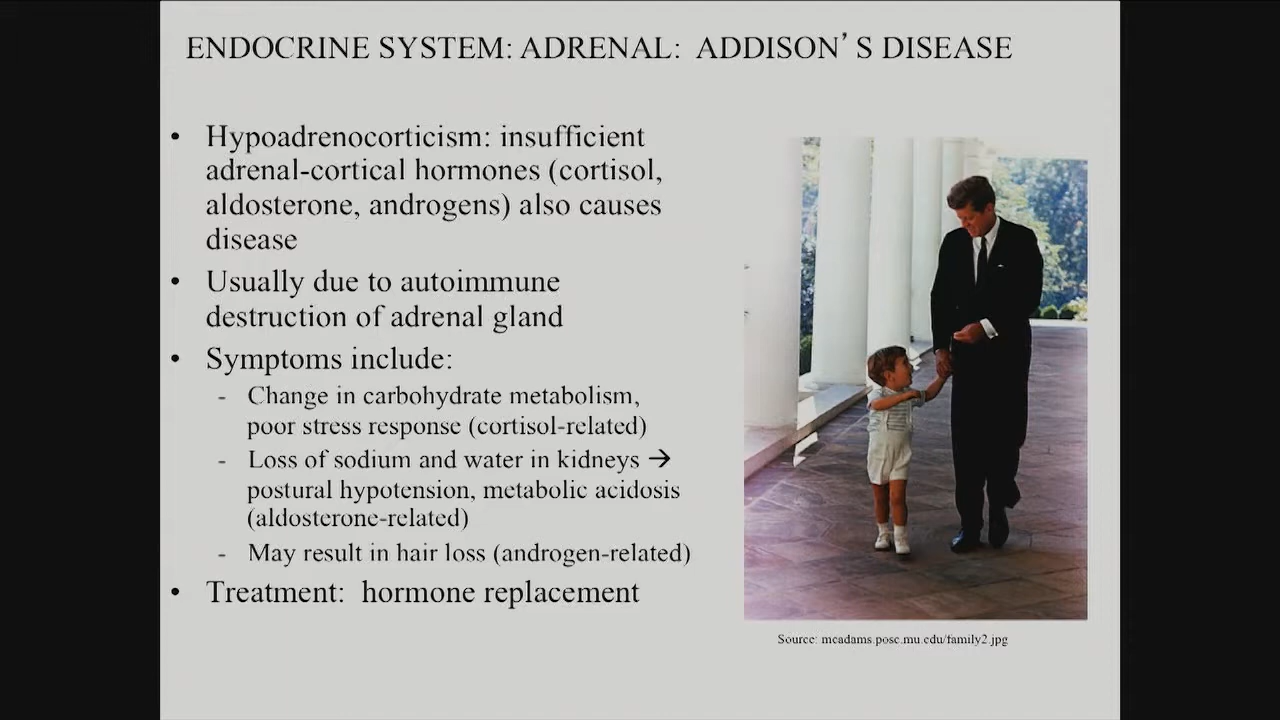 ENDOCRINE SYSTEM: ADRENAL: ADDISON’S DISEASE
• Hypoadrenocorticism: insufficient
adrenal-cortical hormones (cortisol,
aldosterone, androgens) also causes
disease
• Usually due to autoimmune
destruction of adrenal gland
• Symptoms include:
- Change in carbohydrate metabolism,
poor stress response (cortisol-related)
- Loss of sodium and water in kidneys →
postural hypotension, metabolic acidosis
(aldosterone-related)
- May result in hair loss (androgen-related)
• Treatment: hormone replacement
Source: mcadams.posc.mu.edu/family2.jpg